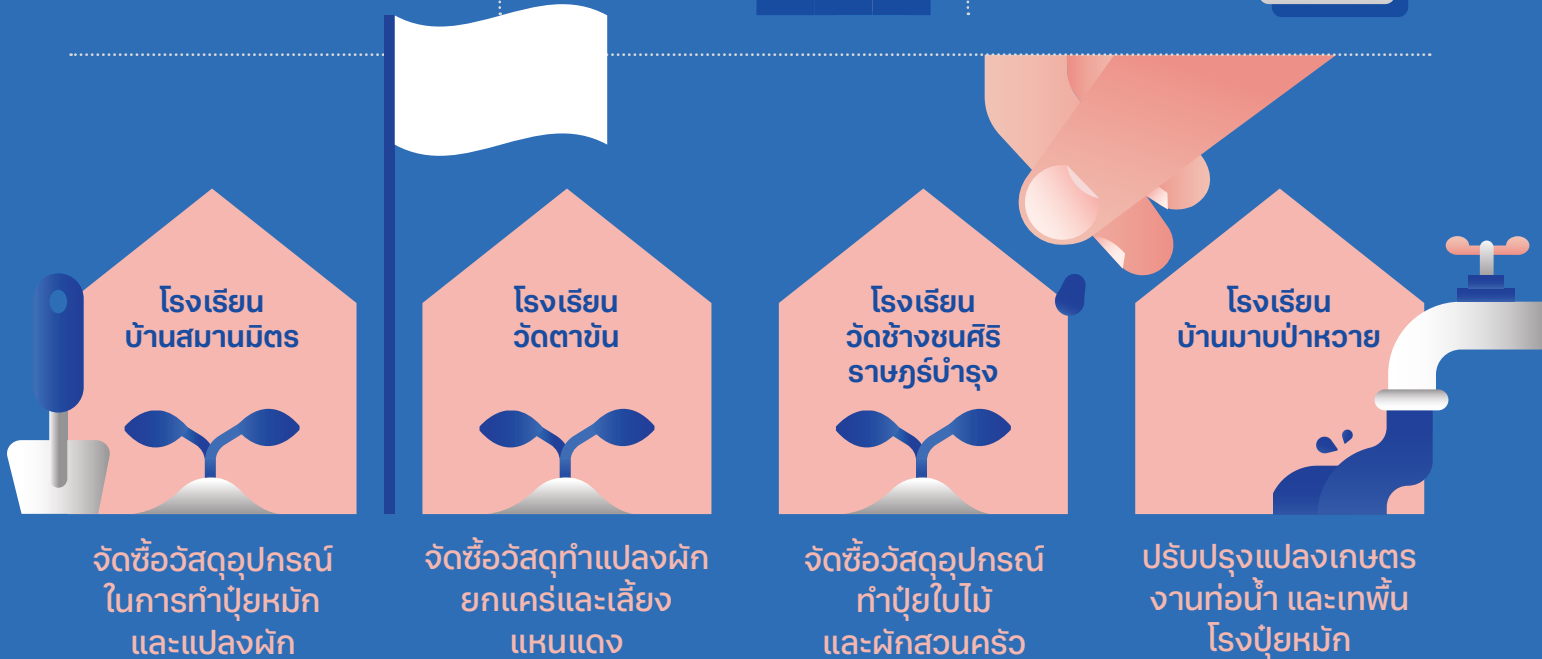 โรงเรียน
บ้านสมานมิตร
จัดซื้อวัสดุอุปกรณ์
ในการทำปุ๋ยหมัก
และแปลงผัก
โรงเรียน
วัดตาขัน
จัดซื้อวัสดุทำแปลงผัก
ยกแคร่และเลี้ยง
แหนแดง
โรงเรียน
วัดช้างชนศิริ
ราษฎร์บำรุง
จัดซื้อวัสดุอุปกรณ์
ทำปุ๋ยใบไม้
และผักสวนครัว
โรงเรียน
บ้านมาบป่าหวาย
ปรับปรุงแปลงเกษตร
งานท่อน้ำ และเทพื้น
โรงปุ๋ยหมัก